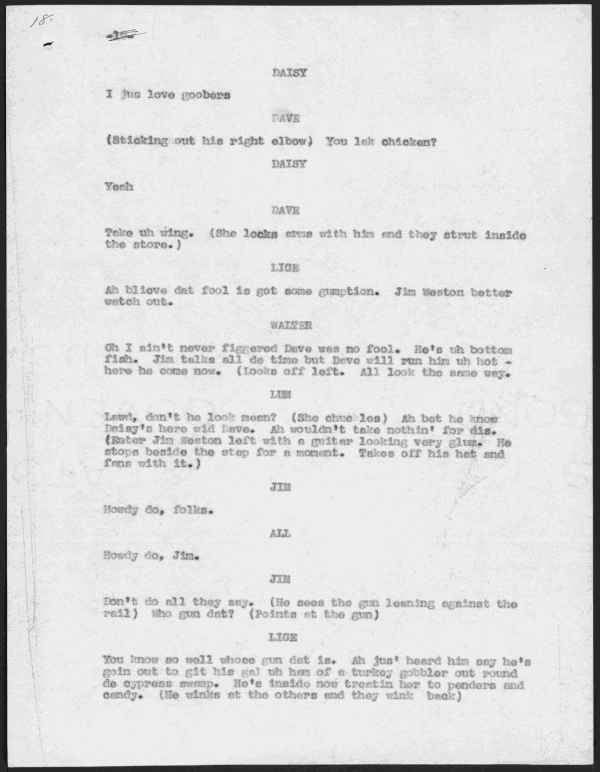 18.
DAISY
I jus love goobers
DAVE
(Sticking out his right elbow) You lak chicken?
DAISY
Yeah
DAVE
Take uh wing. (She locks arms with him and they strut inside
the store.)
LIGE
Ah blieve dat fool is got some gumption. Jim Weston better
watch out.
WALTER
Oh I ain't never figgered Dave was no fool. He's uh bottom
fish. Jim talks all de time but Dave will run him uh hot -
here he come now. (Looks off left. All look the same way.
LUM
Lawd, don't he look mean? (She chuckles) Ah bet he know
Daisy's here wid Dave. Ah wouldn't take nothin' for dis.
(Enter Jim Weston left with a guitar looking very glum. He
stops beside the step for a moment. Takes off his hat and
fans with it.)
JIM
Howdy do, folks.
ALL
Howdy do, Jim.
JIM
Don't do all they say. (He sees the gun leaning against the
rail) Who gun dat? (Points at the gun)
LIGE
You know so well whose gun dat is. Ah jus' heard him say he's
goin out to git his gal uh ham of a turkey gobbler out round
de cypress swamp. He's inside now treatin her to penders and
candy. (He winks at the others and they wink back)